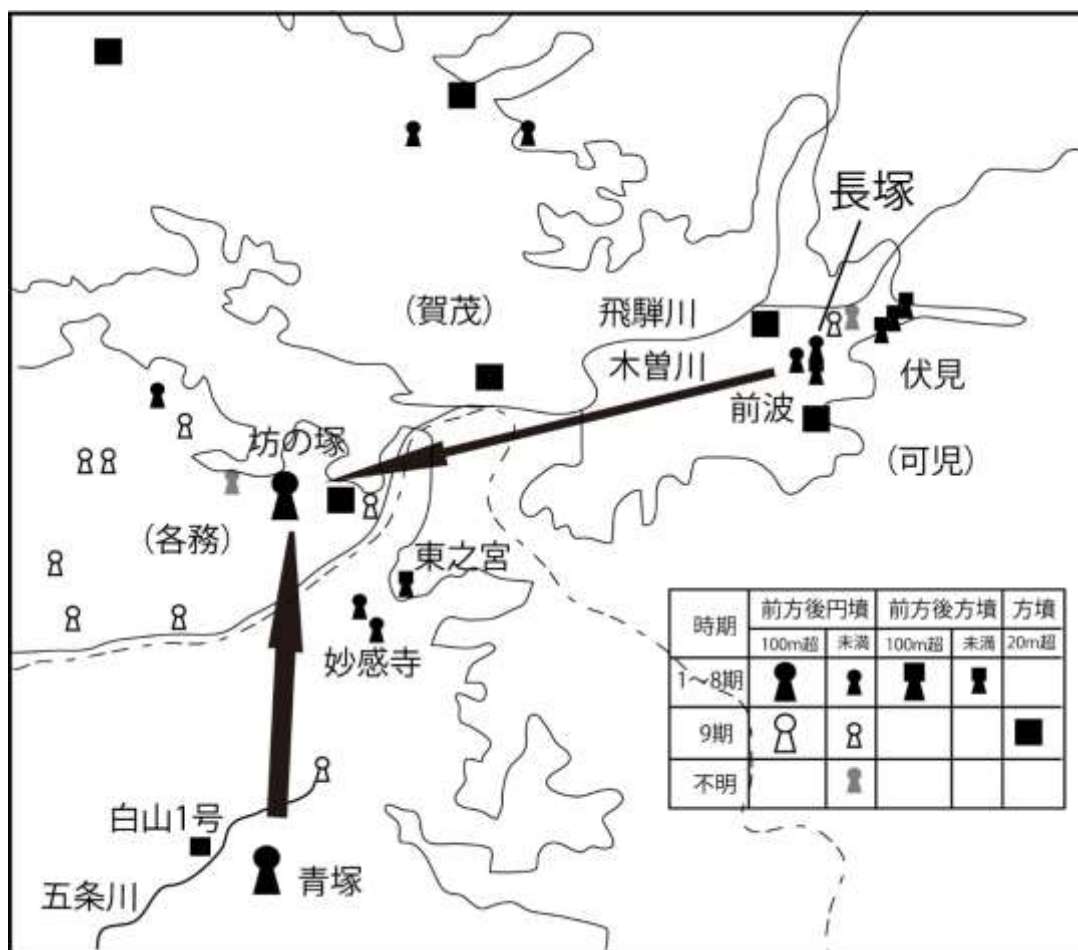 長塚
(賀茂)
飛騨川
木曽川
伏見
前波
坊の塚
(可児)
(各務)
東之宮
妙感寺
白山1号
青塚
五条川
時期 前方後円墳 前方後方墳 方墳
100m超 未満 100m超 未満 20m超
1〜8期
9期
不明